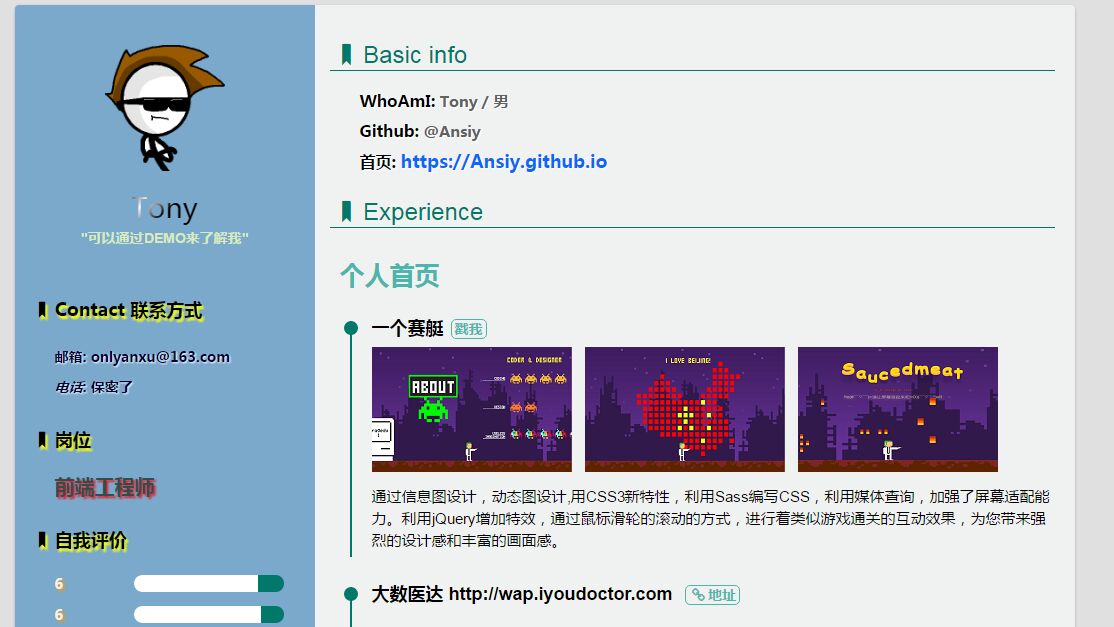 Tony
"可以通过DEMO来了解我"
Contact 联系方式
邮箱: onlyanxu@163.com
电话: 保密了
岗位
前端工程师
自我评价
6
6
Basic info
WhoAmI: Tony / 男
Github: @Ansiy
首页: https://Ansiy.github.io
Experience
个人首页
一个赛艇 戳我
CODER & DESIGNER
ABOUT
I LOVE BEIJING!
Saucedmeat
通过信息图设计，动态图设计,用CSS3新特性，利用Sass编写CSS，利用媒体查询，加强了屏幕适配能
力。利用jQuery增加特效，通过鼠标滑轮的滚动的方式，进行着类似游戏通关的互动效果，为您带来强
烈的设计感和丰富的画面感。
大数医达 http://wap.iyoudoctor.com 地址